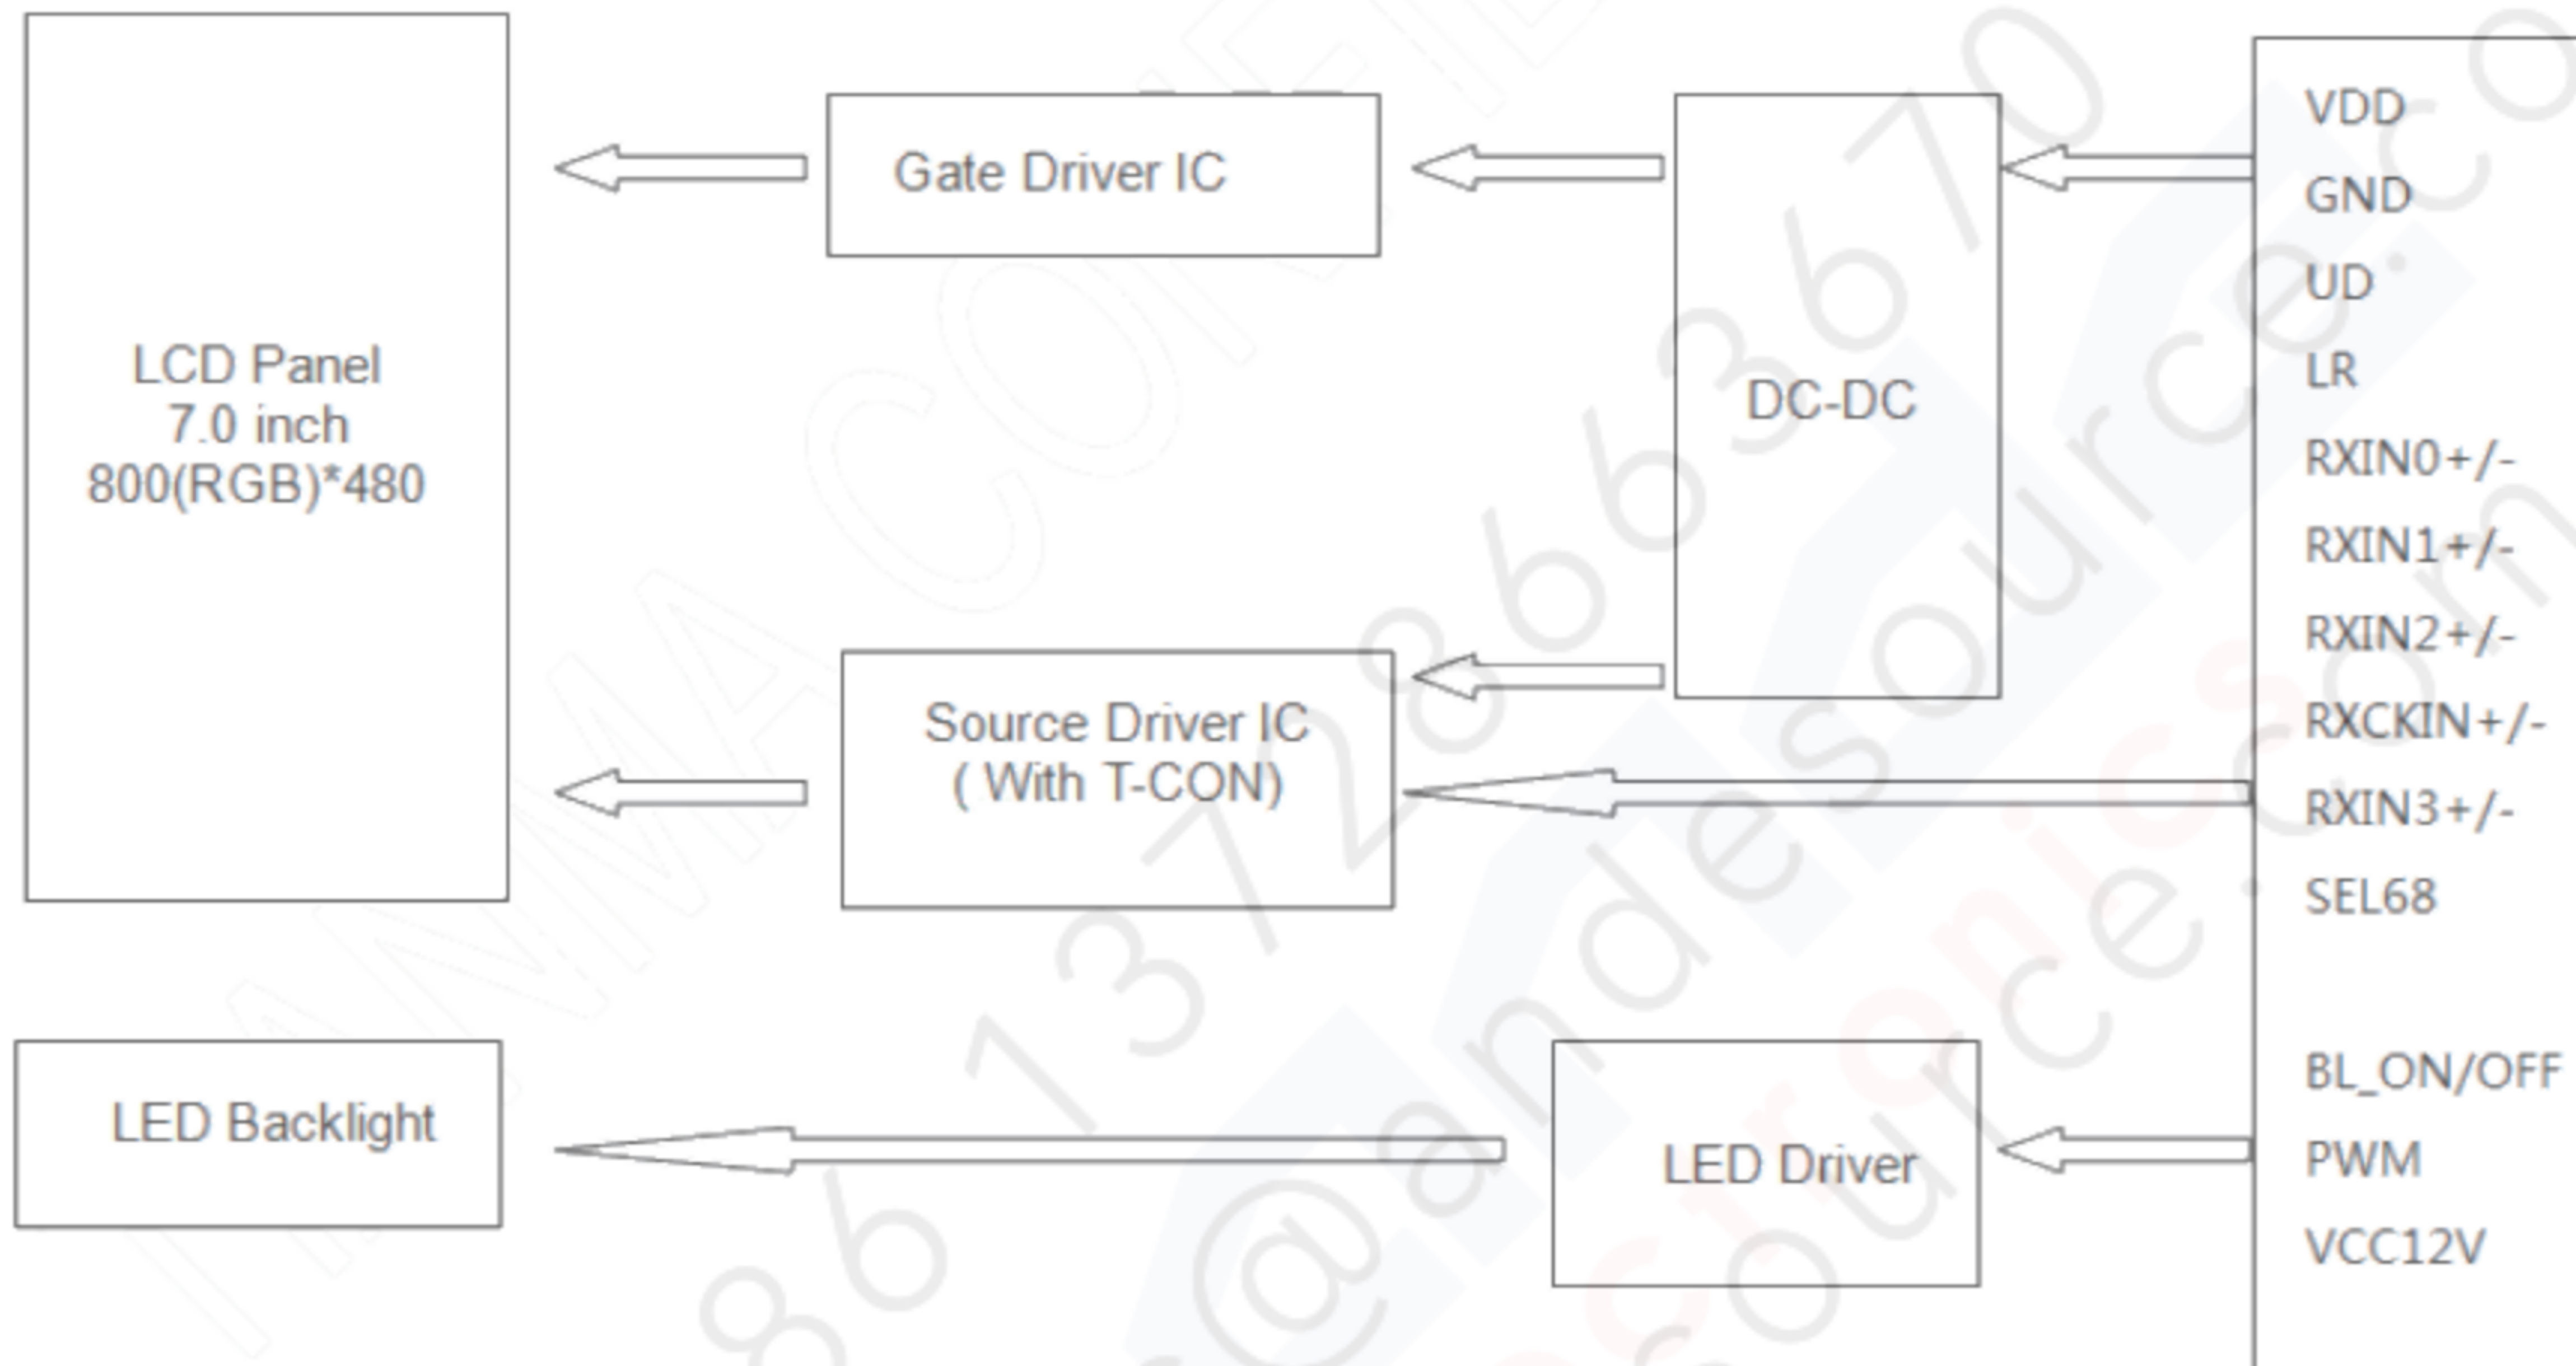 LCD Panel
7.0 inch
800(RGB)*480
Gate Driver IC
DC-DC
Source Driver IC
( With T-CON)
LED Backlight
LED Driver
VDD
GND
UD
LR
RXIN0+/-
RXIN1+/-
RXIN2+/-
RXCKIN+/-
RXIN3+/-
SEL68
BL_ON/OFF
PWM
VCC12V